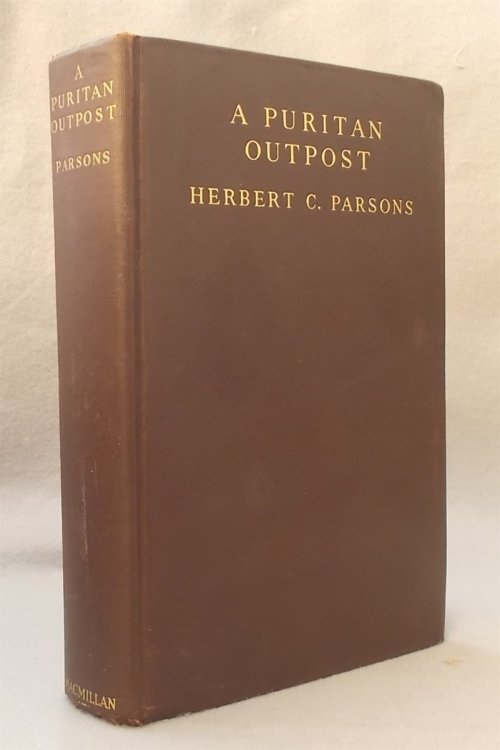 A
PURITAN
OUTPOST
PARSONS
MACMILLAN
A PURITAN
OUTPOST
HERBERT C. PARSONS